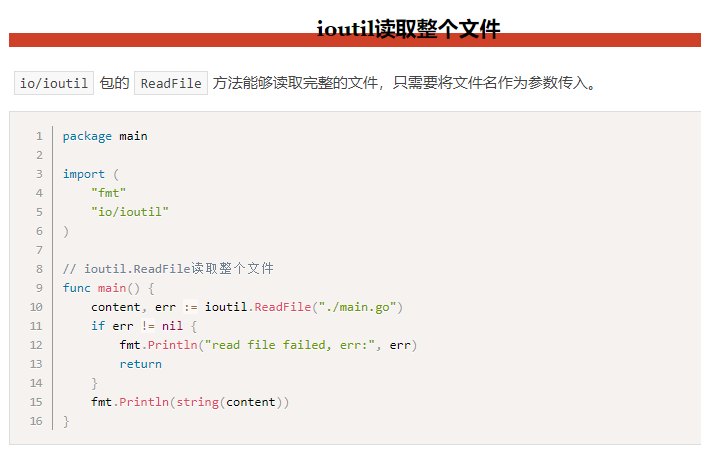 ioutil读取整个文件
io/ioutil 包的 ReadFile 方法能够读取完整的文件，只需要将文件名作为参数传入。
1 package main
2
3 import (
4     "fmt"
5     "io/ioutil"
6 )
7
8 // ioutil.ReadFile读取整个文件
9 func main() {
10     content, err := ioutil.ReadFile("./main.go")
11     if err != nil {
12         fmt.Println("read file failed, err:", err)
13         return
14     }
15     fmt.Println(string(content))
16 }